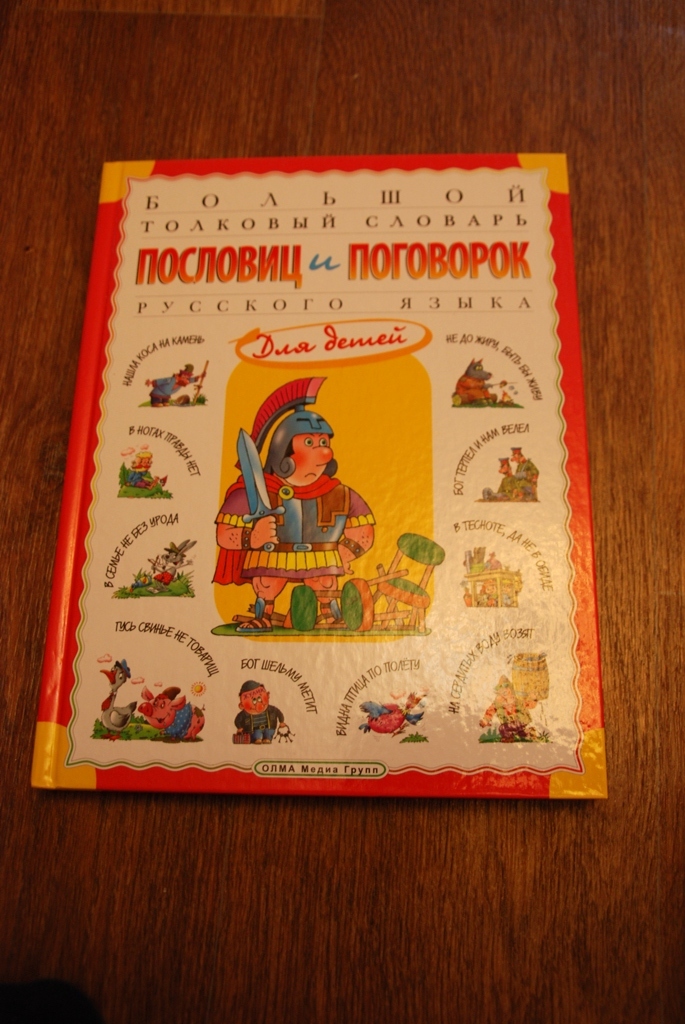 БОЛЬШОЙ
ТОЛКОВЫЙ СЛОВАРЬ
ПОСЛОВИЦ и ПОГОВОРОК
РУССКОГО ЯЗЫКА
Для детей
НАШЛА КОСА НА КАМЕНЬ
НЕ ДО ЖИРУ, БЫТЬ БЫ ЖИВУ
В НОГАХ ПРАВДЫ НЕТ
БОГ ТЕРПЕЛ И НАМ ВЕЛЕЛ
В СЕМЬЕ НЕ БЕЗ УРОДА
В ТЕСНОТЕ, ДА НЕ В ОБИДЕ
ГУСЬ СВИНЬЕ НЕ ТОВАРИЩ
БОГ ШЕЛЬМУ МЕТИТ
ВИДНА ПТИЦА ПО ПОЛЁТУ
НА СЕРДИТЫХ ВОДУ ВОЗЯТ
ОЛМА Медиа Групп